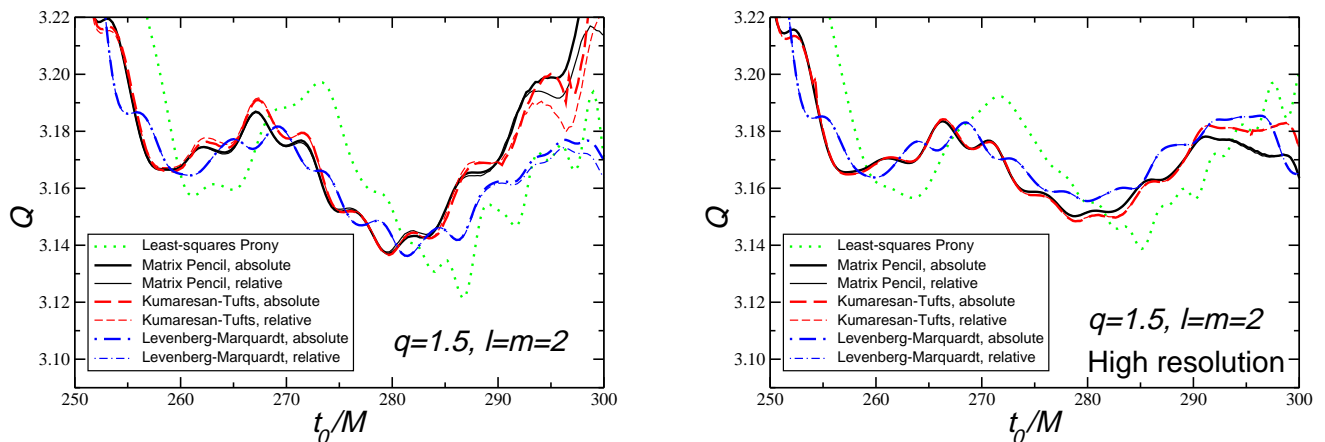 3.22
3.20
3.18
3.16
3.14
3.12
3.10
Q
Least-squares Prony
Matrix Pencil, absolute
Matrix Pencil, relative
Kumaresan-Tufts, absolute
Kumaresan-Tufts, relative
Levenberg-Marquardt, absolute
Levenberg-Marquardt, relative
q=1.5, l=m=2
250 260 270 280 290 300
t0/M
3.22
3.20
3.18
3.16
3.14
3.12
3.10
Q
Least-squares Prony
Matrix Pencil, absolute
Matrix Pencil, relative
Kumaresan-Tufts, absolute
Kumaresan-Tufts, relative
Levenberg-Marquardt, absolute
Levenberg-Marquardt, relative
q=1.5, l=m=2
High resolution
250 260 270 280 290 300
t0/M